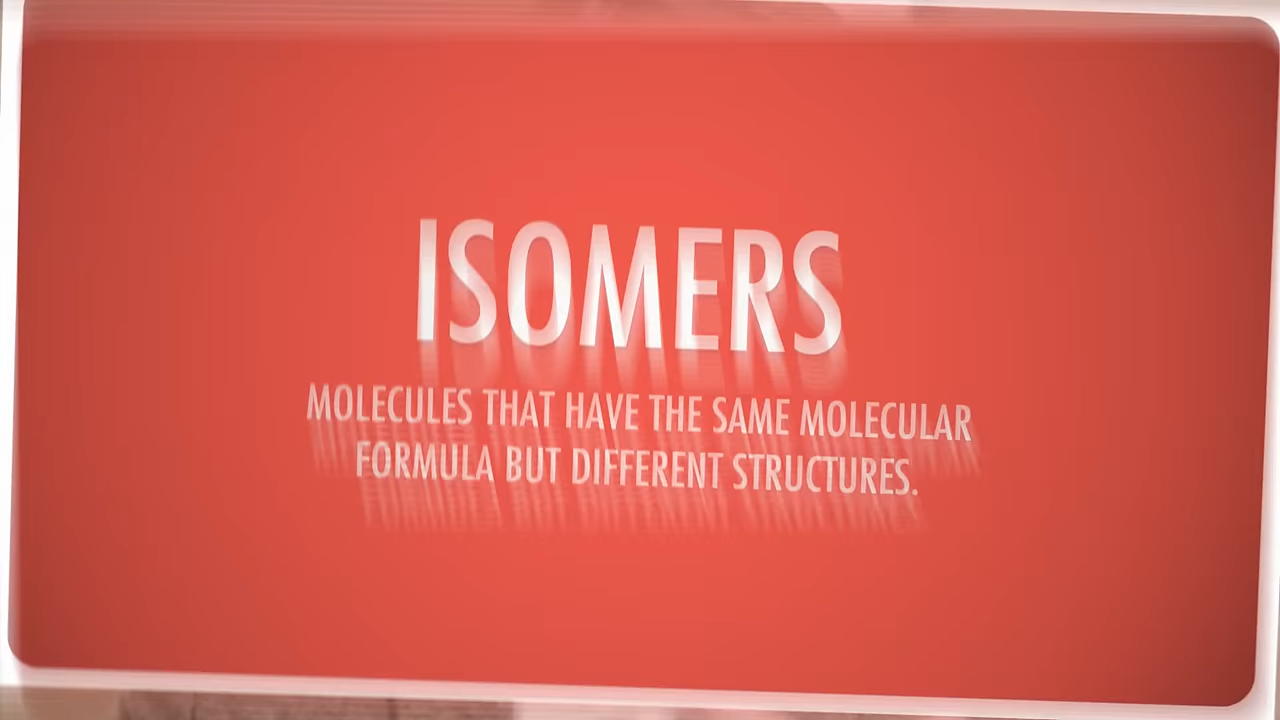 ISOMERS
MOLECULES THAT HAVE THE SAME MOLECULAR
FORMULA BUT DIFFERENT STRUCTURES.